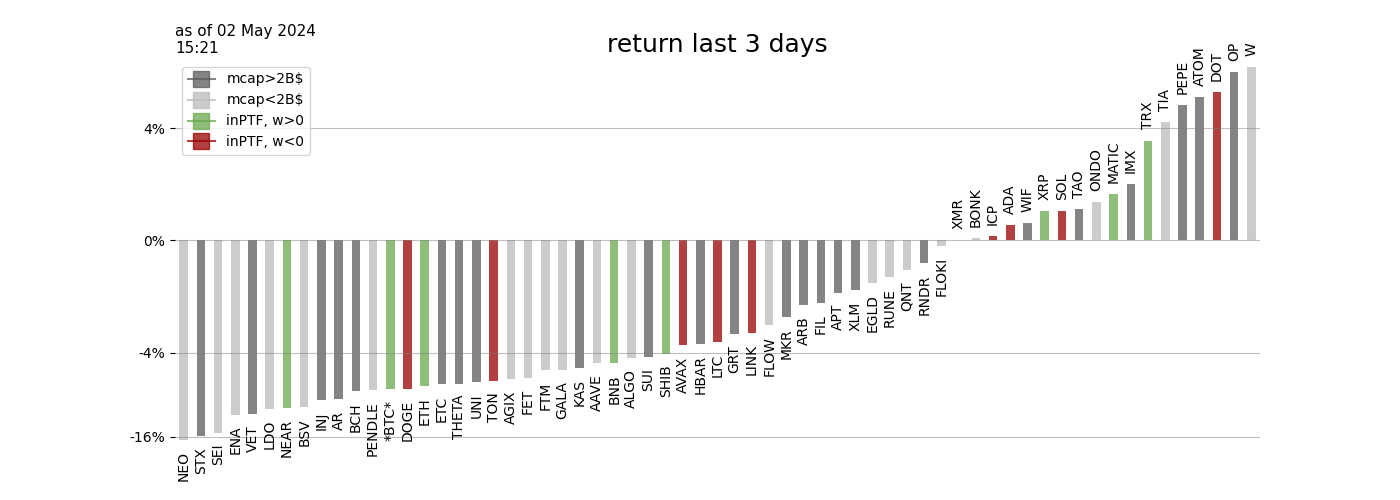 as of 02 May 2024
15:21
return last 3 days
mcap>2B$
mcap<2B$
inPTF, w>0
inPTF, w<0
4%
0%
-4%
-16%
NEO
STX
SEI
ENA
VET
LDO
NEAR
BSV
INJ
AR
BCH
PENDLE
*BTC*
DOGE
ETH
ETC
THETA
UNI
TON
AGIX
FET
FTM
GALA
KAS
AAVE
BNB
ALGO
SUI
SHIB
AVAX
HBAR
LTC
GRT
LINK
FLOW
MKR
ARB
FIL
APT
XLM
EGLD
RUNE
QNT
RNDR
FLOKI
XMR
BONK
ICP
ADA
WIF
XRP
SOL
TAO
ONDO
MATIC
IMX
TRX
TIA
PEPE
ATOM
DOT
OP
W